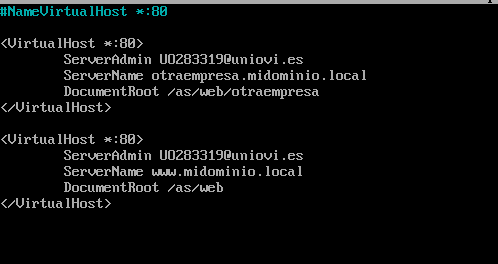 #NameVirtualHost *:80
<VirtualHost *:80>
ServerAdmin UO283319@uniovi.es
ServerName otraempresa.midominio.local
DocumentRoot /as/web/otraempresa
</VirtualHost>
<VirtualHost *:80>
ServerAdmin UO283319@uniovi.es
ServerName www.midominio.local
DocumentRoot /as/web
</VirtualHost>